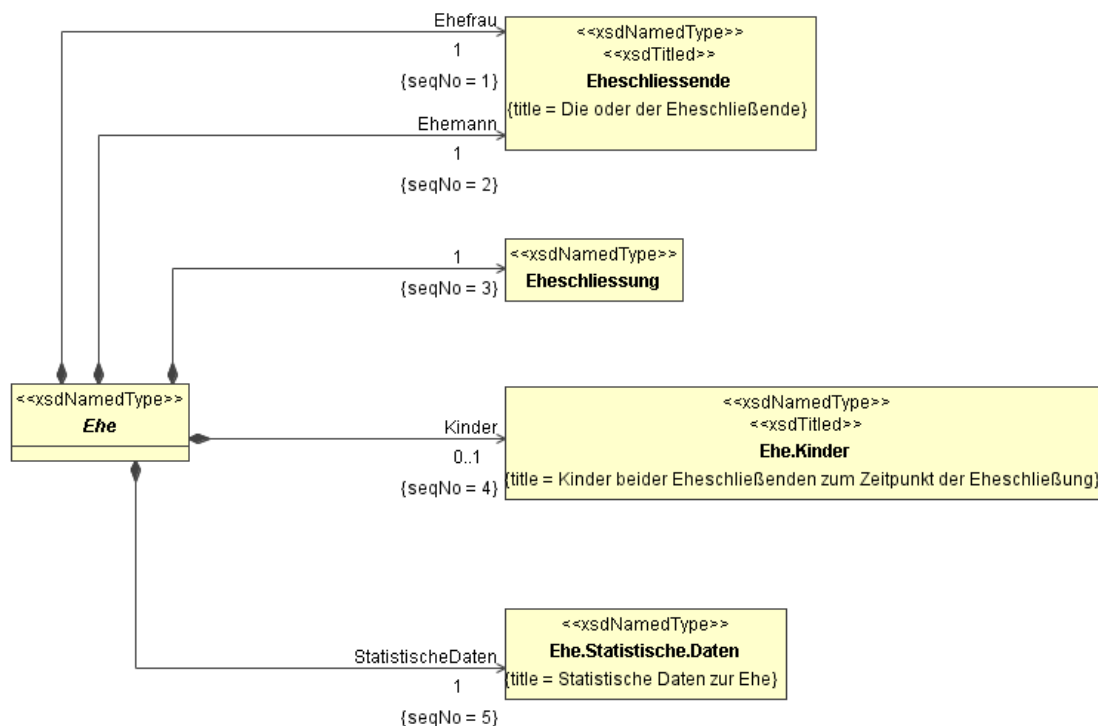 Ehefrau
1
{seqNo = 1}
<<xsdNamedType>>
<<xsdTitled>>
Eheschliessende
{title = Die oder der Eheschließende}
Ehemann
1
{seqNo = 2}
1
{seqNo = 3}
<<xsdNamedType>>
Eheschliessung
<<xsdNamedType>>
Ehe
Kinder
0..1
{seqNo = 4}
<<xsdNamedType>>
<<xsdTitled>>
Ehe.Kinder
{title = Kinder beider Eheschließenden zum Zeitpunkt der Eheschließung}
StatistischeDaten
1
{seqNo = 5}
<<xsdNamedType>>
Ehe.Statistische.Daten
{title = Statistische Daten zur Ehe}